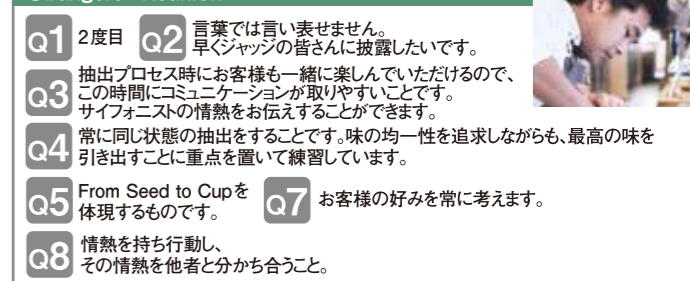 Q1 2度目
Q2 言葉では言い表せません。
早くジャッジの皆さんに披露したいです。
Q3 抽出プロセス時にお客様も一緒に楽しんでいただけるので、
この時間にコミュニケーションが取りやすいことです。
サイフォニストの情熱をお伝えすることができます。
Q4 常に同じ状態の抽出をすることです。味の均一性を追求しながらも、最高の味を
引き出すことに重点を置いて練習しています。
Q5 From Seed to Cupを
体現するものです。
Q7 お客様の好みを常に考えます。
Q8 情熱を持ち行動し、
その情熱を他者と分かち合うこと。